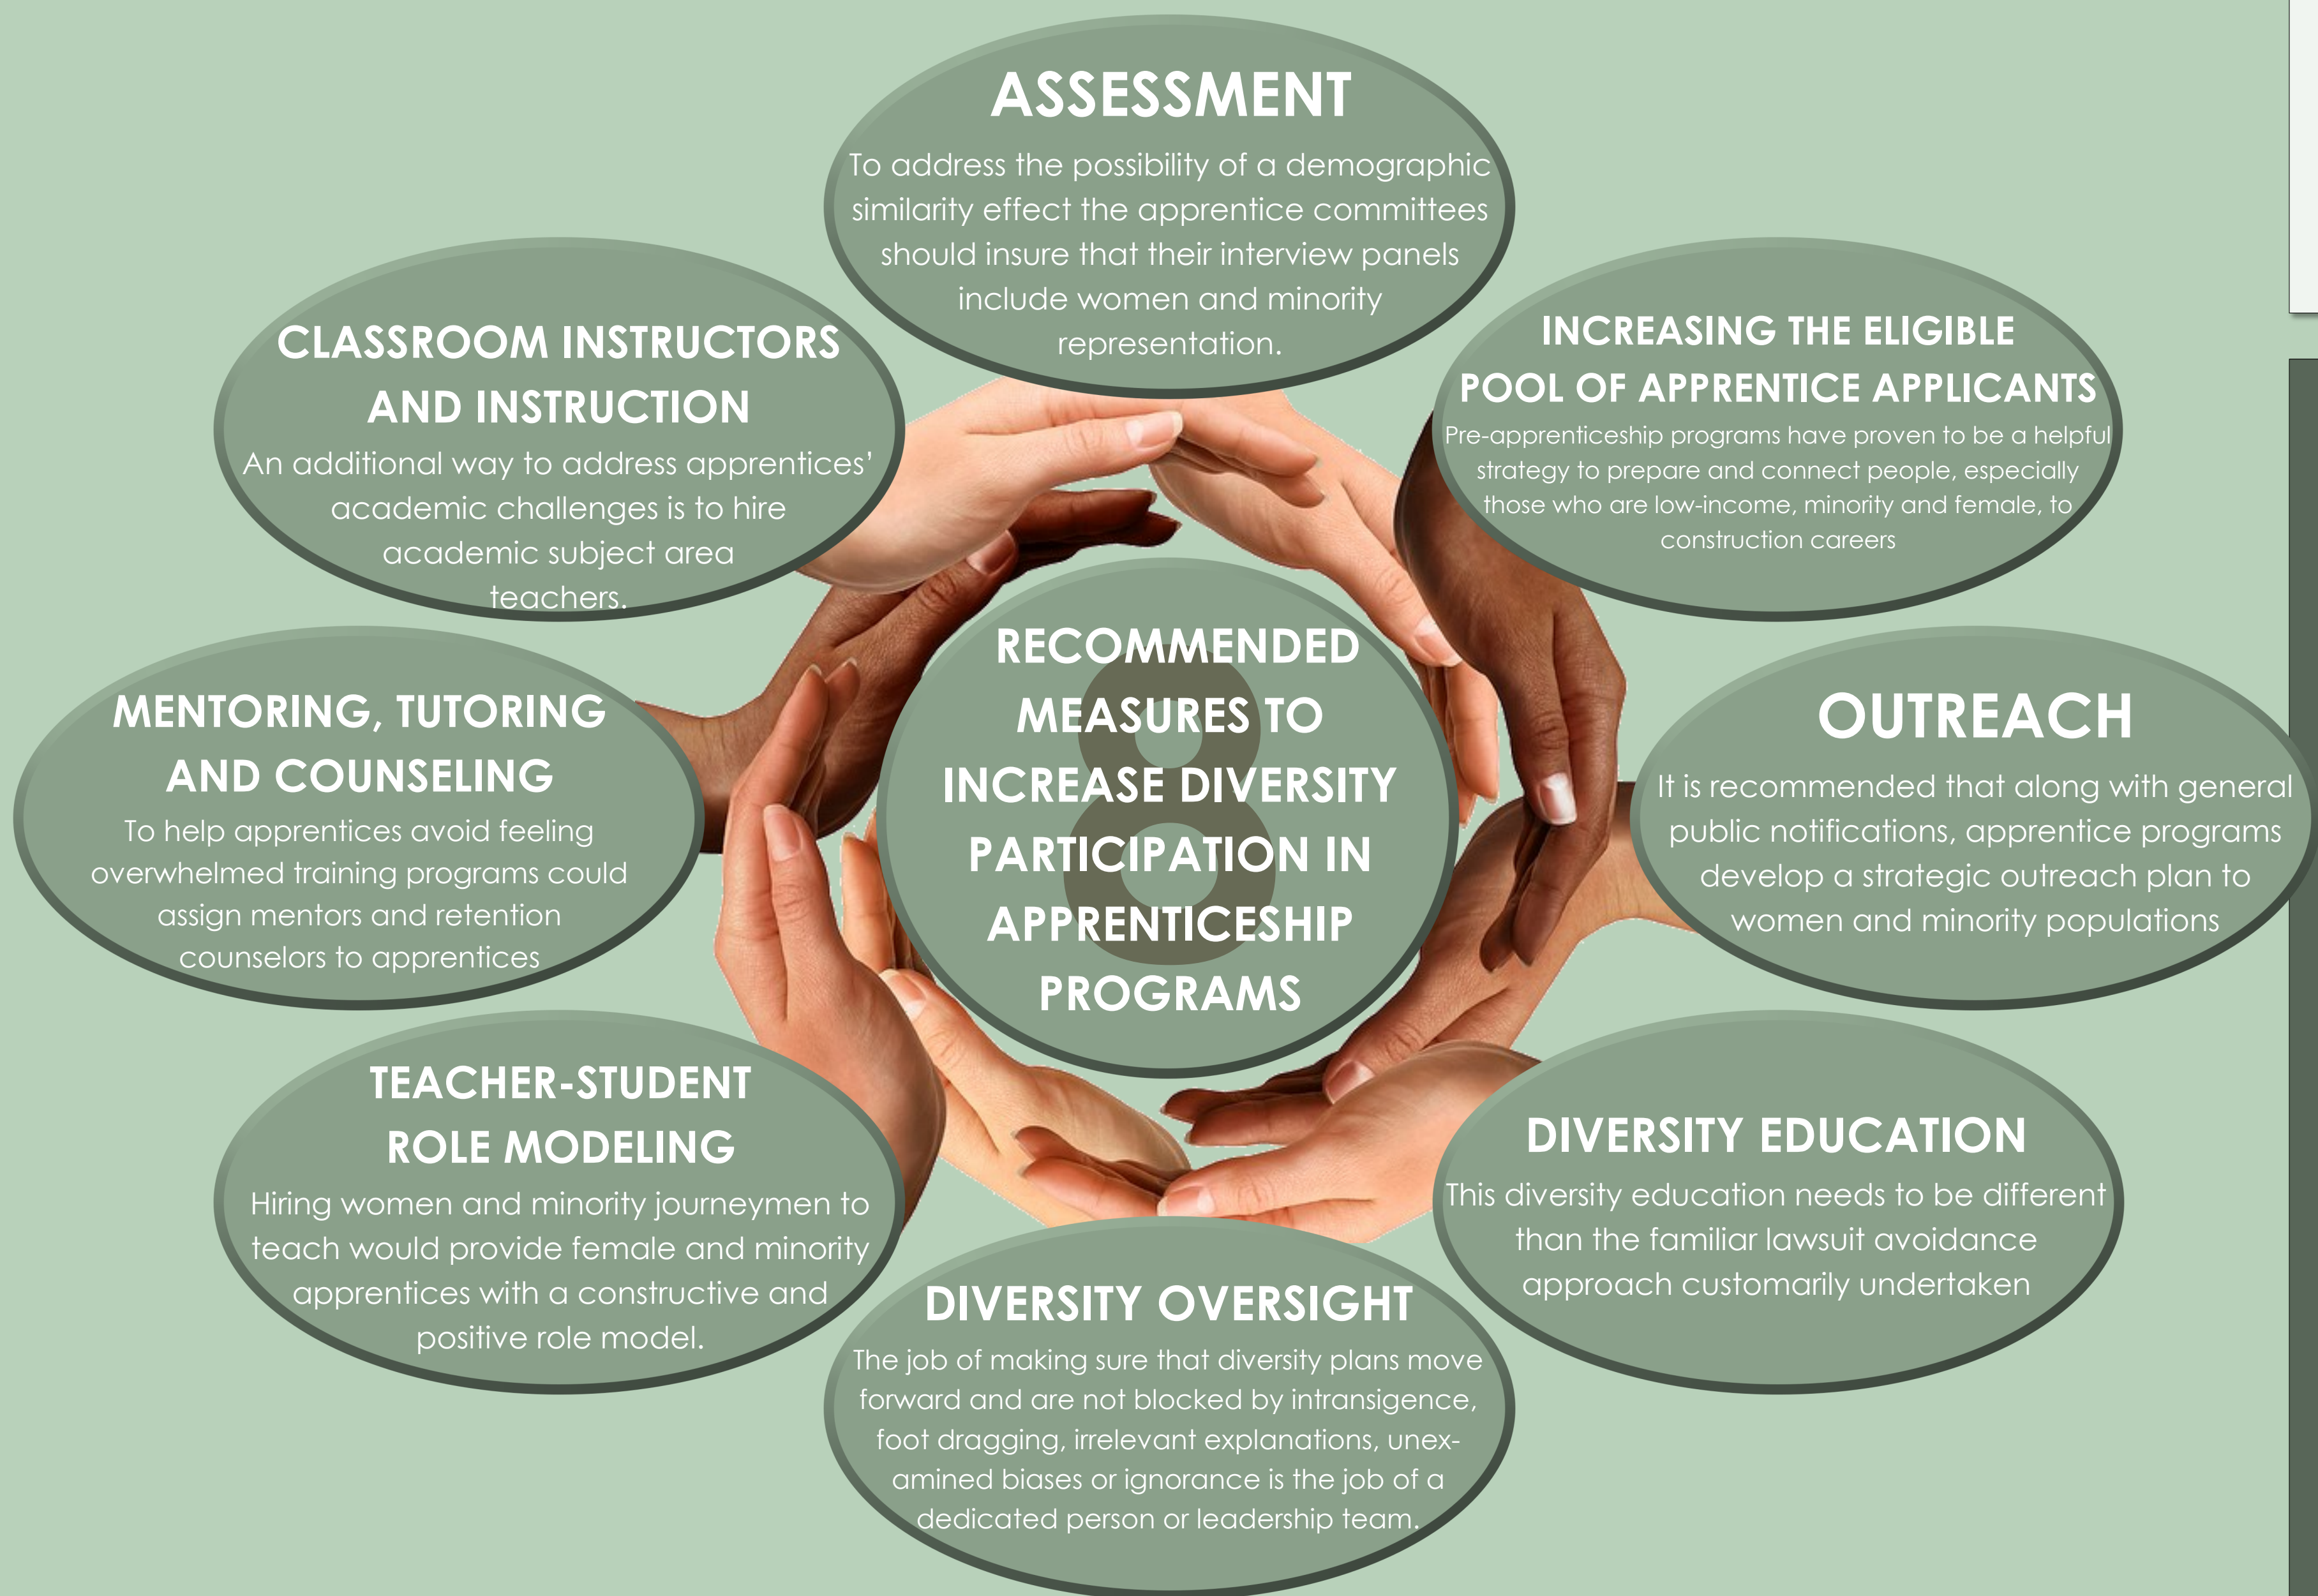 ASSESSMENT
To address the possibility of a demographic
similarity effect the apprentice committees
should insure that their interview panels
include women and minority
representation.
INCREASING THE ELIGIBLE
POOL OF APPRENTICE APPLICANTS
Pre-apprenticeship programs have proven to be a helpful
strategy to prepare and connect people, especially
those who are low-income, minority and female, to
construction careers
OUTREACH
It is recommended that along with general
public notifications, apprentice programs
develop a strategic outreach plan to
women and minority populations
DIVERSITY EDUCATION
This diversity education needs to be different
than the familiar lawsuit avoidance
approach customarily undertaken
DIVERSITY OVERSIGHT
The job of making sure that diversity plans move
forward and are not blocked by intransigence,
foot dragging, irrelevant explanations, unex-
amined biases or ignorance is the job of a
dedicated person or leadership team.
TEACHER-STUDENT
ROLE MODELING
Hiring women and minority journeymen to
teach would provide female and minority
apprentices with a constructive and
positive role model.
MENTORING, TUTORING
AND COUNSELING
To help apprentices avoid feeling
overwhelmed training programs could
assign mentors and retention
counselors to apprentices
CLASSROOM INSTRUCTORS
AND INSTRUCTION
An additional way to address apprentices'
academic challenges is to hire
academic subject area
teachers.
8
RECOMMENDED
MEASURES TO
INCREASE DIVERSITY
PARTICIPATION IN
APPRENTICESHIP
PROGRAMS